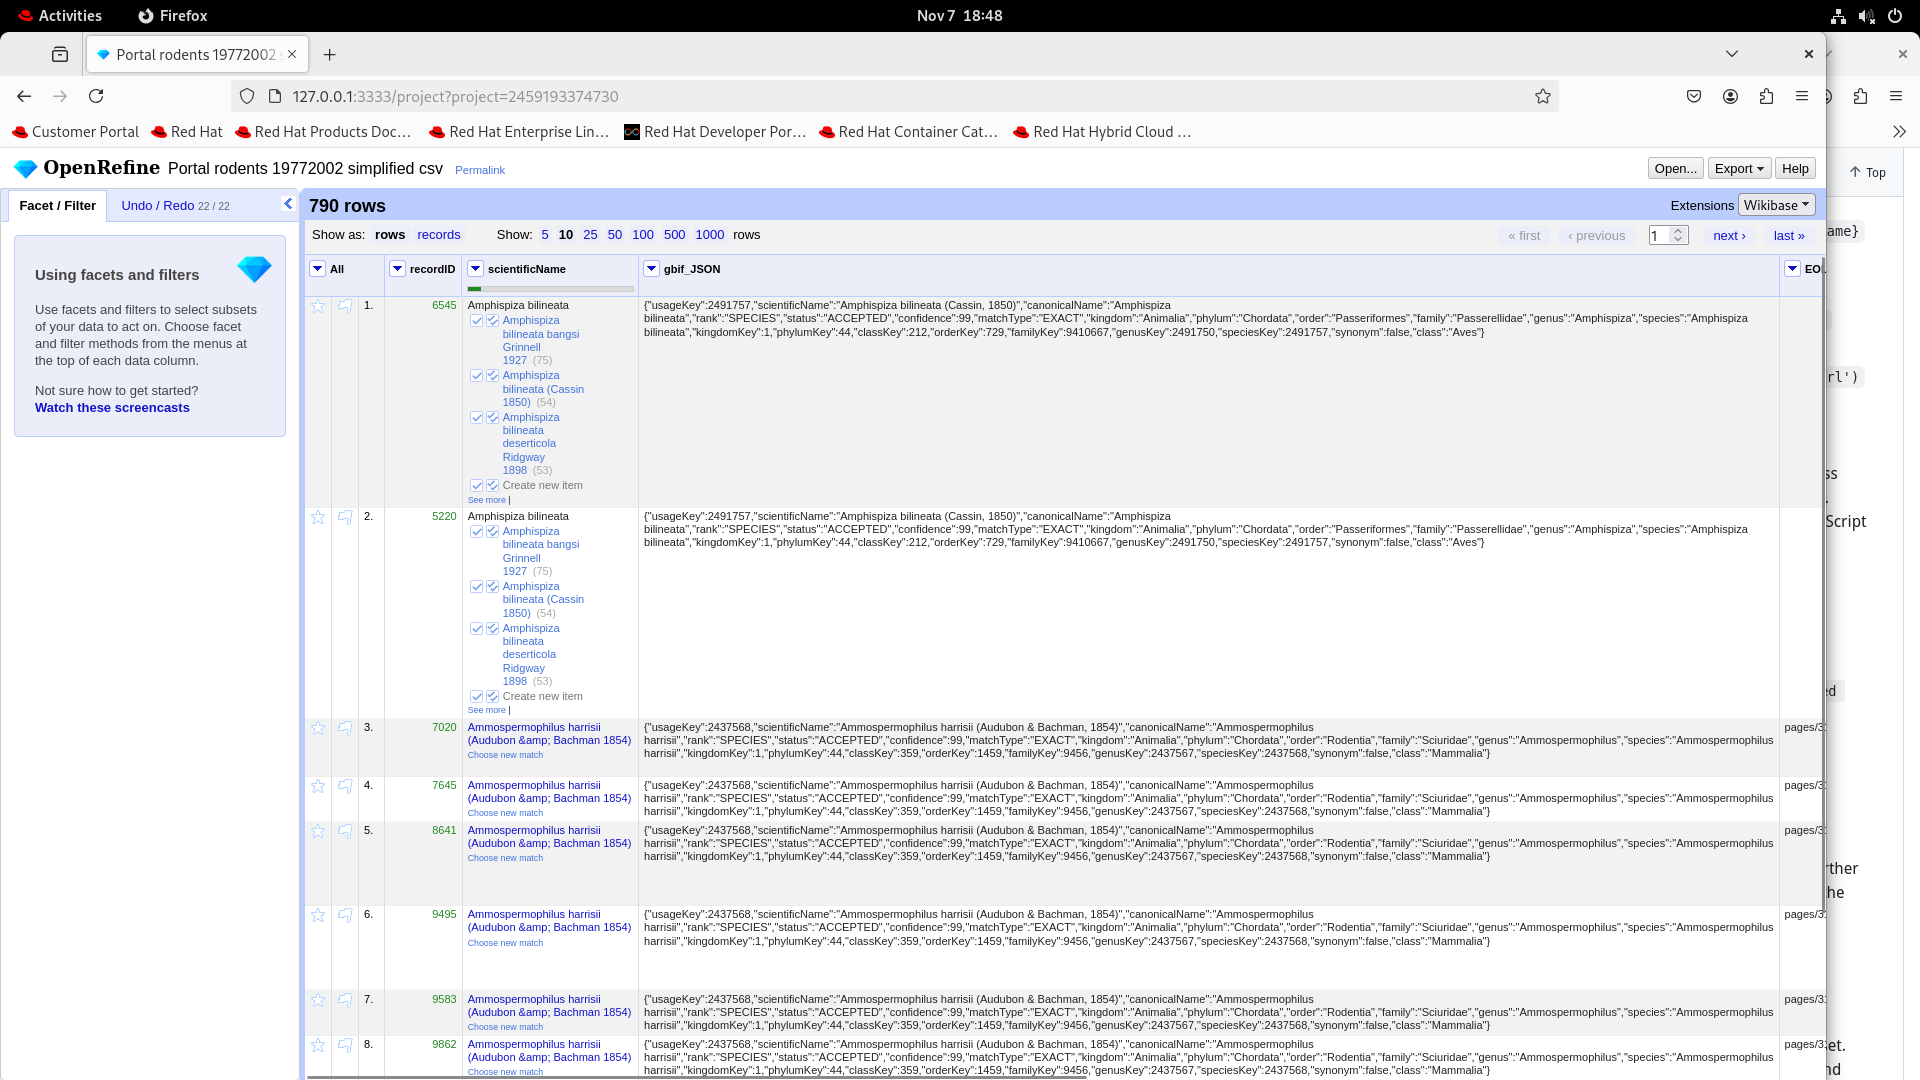 Activities
Firefox
Nov 7 18:48
Portal rodents 19772002
127.0.0.1:3333/project?project=2459193374730
Customer Portal
Red Hat
Red Hat Products Doc…
Red Hat Enterprise Lin…
Red Hat Developer Por…
Red Hat Container Cat…
Red Hat Hybrid Cloud …
OpenRefine Portal rodents 19772002 simplified csv Permalink
Open...
Export
Help
Top
Facet / Filter
Undo / Redo 22 / 22
790 rows
Extensions
Wikibase
Show as: rows records
Show: 5 10 25 50 100 500 1000 rows
« first ‹ previous 1 next › last »
Using facets and filters
Use facets and filters to select subsets
of your data to act on. Choose facet
and filter methods from the menus at
the top of each data column.
Not sure how to get started?
Watch these screencasts
All
recordID
scientificName
gbif_JSON
1.
6545
Amphispiza bilineata
Amphispiza
bilineata bangsi
Grinnell
1927 (75)
Amphispiza
bilineata (Cassin
1850) (54)
Amphispiza
bilineata
deserticola
Ridgway
1898 (53)
Create new item
See more |
{"usageKey":2491757,"scientificName":"Amphispiza bilineata (Cassin, 1850)","canonicalName":"Amphispiza
bilineata","rank":"SPECIES","status":"ACCEPTED","confidence":99,"matchType":"EXACT","kingdom":"Animalia","phylum":"Chordata","order":"Passeriformes","family":"Passerellidae","genus":"Amphispiza","species":"Amphispiza
bilineata","kingdomKey":1,"phylumKey":44,"classKey":212,"orderKey":729,"familyKey":9410667,"genusKey":2491750,"speciesKey":2491757,"synonym":false,"class":"Aves"}
2.
5220
Amphispiza bilineata
Amphispiza
bilineata bangsi
Grinnell
1927 (75)
Amphispiza
bilineata (Cassin
1850) (54)
Amphispiza
bilineata
deserticola
Ridgway
1898 (53)
Create new item
See more |
{"usageKey":2491757,"scientificName":"Amphispiza bilineata (Cassin, 1850)","canonicalName":"Amphispiza
bilineata","rank":"SPECIES","status":"ACCEPTED","confidence":99,"matchType":"EXACT","kingdom":"Animalia","phylum":"Chordata","order":"Passeriformes","family":"Passerellidae","genus":"Amphispiza","species":"Amphispiza
bilineata","kingdomKey":1,"phylumKey":44,"classKey":212,"orderKey":729,"familyKey":9410667,"genusKey":2491750,"speciesKey":2491757,"synonym":false,"class":"Aves"}
3.
7020
Ammospermophilus harrisii
(Audubon &amp; Bachman 1854)
Choose new match
{"usageKey":2437568,"scientificName":"Ammospermophilus harrisii (Audubon & Bachman, 1854)","canonicalName":"Ammospermophilus
harrisii","rank":"SPECIES","status":"ACCEPTED","confidence":99,"matchType":"EXACT","kingdom":"Animalia","phylum":"Chordata","order":"Rodentia","family":"Sciuridae","genus":"Ammospermophilus","species":"Ammospermophilus
harrisii","kingdomKey":1,"phylumKey":44,"classKey":359,"orderKey":1459,"familyKey":9456,"genusKey":2437567,"speciesKey":2437568,"synonym":false,"class":"Mammalia"}
4.
7645
Ammospermophilus harrisii
(Audubon &amp; Bachman 1854)
Choose new match
{"usageKey":2437568,"scientificName":"Ammospermophilus harrisii (Audubon & Bachman, 1854)","canonicalName":"Ammospermophilus
harrisii","rank":"SPECIES","status":"ACCEPTED","confidence":99,"matchType":"EXACT","kingdom":"Animalia","phylum":"Chordata","order":"Rodentia","family":"Sciuridae","genus":"Ammospermophilus","species":"Ammospermophilus
harrisii","kingdomKey":1,"phylumKey":44,"classKey":359,"orderKey":1459,"familyKey":9456,"genusKey":2437567,"speciesKey":2437568,"synonym":false,"class":"Mammalia"}
5.
8641
Ammospermophilus harrisii
(Audubon &amp; Bachman 1854)
Choose new match
{"usageKey":2437568,"scientificName":"Ammospermophilus harrisii (Audubon & Bachman, 1854)","canonicalName":"Ammospermophilus
harrisii","rank":"SPECIES","status":"ACCEPTED","confidence":99,"matchType":"EXACT","kingdom":"Animalia","phylum":"Chordata","order":"Rodentia","family":"Sciuridae","genus":"Ammospermophilus","species":"Ammospermophilus
harrisii","kingdomKey":1,"phylumKey":44,"classKey":359,"orderKey":1459,"familyKey":9456,"genusKey":2437567,"speciesKey":2437568,"synonym":false,"class":"Mammalia"}
6.
9495
Ammospermophilus harrisii
(Audubon &amp; Bachman 1854)
Choose new match
{"usageKey":2437568,"scientificName":"Ammospermophilus harrisii (Audubon & Bachman, 1854)","canonicalName":"Ammospermophilus
harrisii","rank":"SPECIES","status":"ACCEPTED","confidence":99,"matchType":"EXACT","kingdom":"Animalia","phylum":"Chordata","order":"Rodentia","family":"Sciuridae","genus":"Ammospermophilus","species":"Ammospermophilus
harrisii","kingdomKey":1,"phylumKey":44,"classKey":359,"orderKey":1459,"familyKey":9456,"genusKey":2437567,"speciesKey":2437568,"synonym":false,"class":"Mammalia"}
7.
9583
Ammospermophilus harrisii
(Audubon &amp; Bachman 1854)
Choose new match
{"usageKey":2437568,"scientificName":"Ammospermophilus harrisii (Audubon & Bachman, 1854)","canonicalName":"Ammospermophilus
harrisii","rank":"SPECIES","status":"ACCEPTED","confidence":99,"matchType":"EXACT","kingdom":"Animalia","phylum":"Chordata","order":"Rodentia","family":"Sciuridae","genus":"Ammospermophilus","species":"Ammospermophilus
harrisii","kingdomKey":1,"phylumKey":44,"classKey":359,"orderKey":1459,"familyKey":9456,"genusKey":2437567,"speciesKey":2437568,"synonym":false,"class":"Mammalia"}
8.
9862
Ammospermophilus harrisii
(Audubon &amp; Bachman 1854)
Choose new match
{"usageKey":2437568,"scientificName":"Ammospermophilus harrisii (Audubon & Bachman, 1854)","canonicalName":"Ammospermophilus
harrisii","rank":"SPECIES","status":"ACCEPTED","confidence":99,"matchType":"EXACT","kingdom":"Animalia","phylum":"Chordata","order":"Rodentia","family":"Sciuridae","genus":"Ammospermophilus","species":"Ammospermophilus
harrisii","kingdomKey":1,"phylumKey":44,"classKey":359,"orderKey":1459,"familyKey":9456,"genusKey":2437567,"speciesKey":2437568,"synonym":false,"class":"Mammalia"}
Script